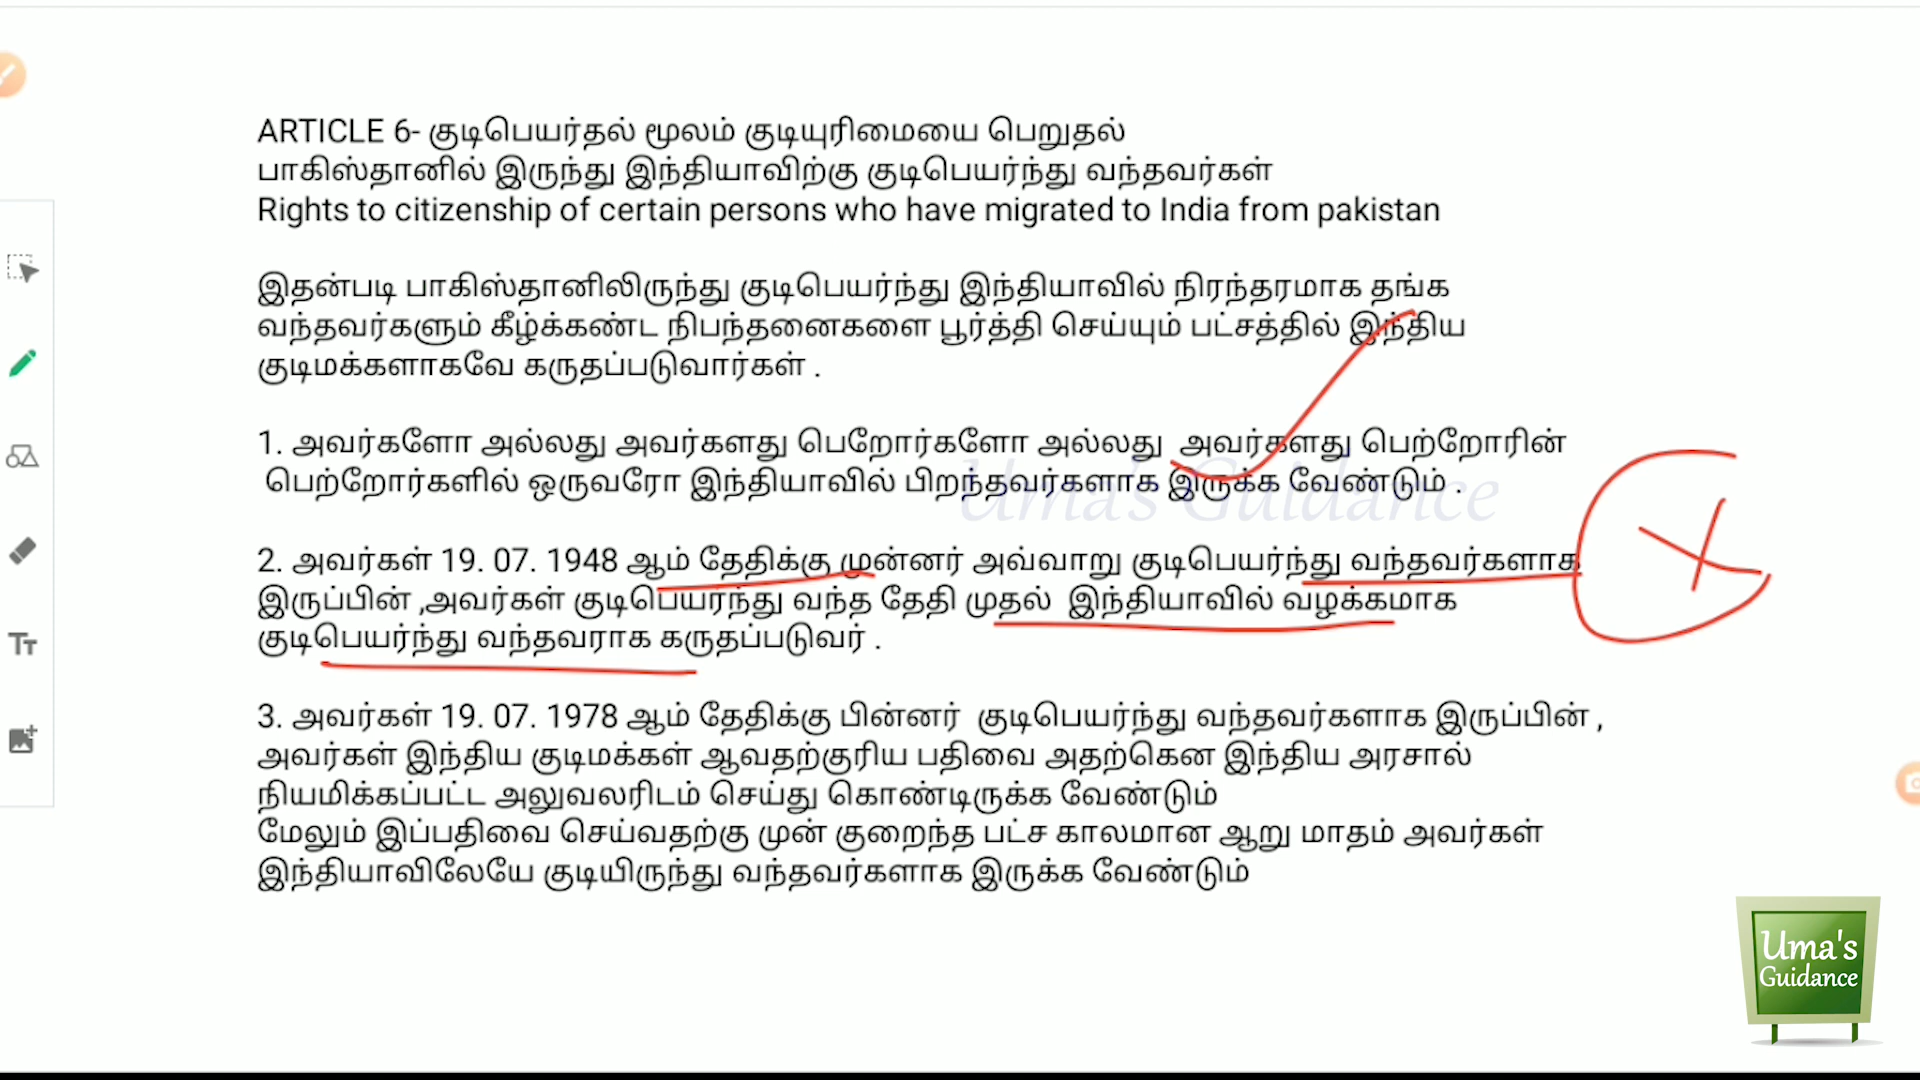 ARTICLE 6- குடிபெயர்தல் மூலம் குடியுரிமையை பெறுதல்
பாகிஸ்தானில் இருந்து இந்தியாவிற்கு குடிபெயர்ந்து வந்தவர்கள்
Rights to citizenship of certain persons who have migrated to India from pakistan
இதன்படி பாகிஸ்தானிலிருந்து குடிபெயர்ந்து இந்தியாவில் நிரந்தரமாக தங்க
வந்தவர்களும் கீழ்க்கண்ட நிபந்தனைகளை பூர்த்தி செய்யும் பட்சத்தில் இந்திய
குடிமக்களாகவே கருதப்படுவார்கள் .
1. அவர்களோ அல்லது அவர்களது பெறோர்களோ அல்லது அவர்களது பெற்றோரின்
பெற்றோர்களில் ஒருவரோ இந்தியாவில் பிறந்தவர்களாக இருக்க வேண்டும் .
Uma's Guidance
2. அவர்கள் 19. 07. 1948 ஆம் தேதிக்கு முன்னர் அவ்வாறு குடிபெயர்ந்து வந்தவர்களாக
இருப்பின் ,அவர்கள் குடிபெயரந்து வந்த தேதி முதல் இந்தியாவில் வழக்கமாக
குடிபெயர்ந்து வந்தவராக கருதப்படுவர் .
3. அவர்கள் 19. 07. 1978 ஆம் தேதிக்கு பின்னர் குடிபெயர்ந்து வந்தவர்களாக இருப்பின் ,
அவர்கள் இந்திய குடிமக்கள் ஆவதற்குரிய பதிவை அதற்கென இந்திய அரசால்
நியமிக்கப்பட்ட அலுவலரிடம் செய்து கொண்டிருக்க வேண்டும்
மேலும் இப்பதிவை செய்வதற்கு முன் குறைந்த பட்ச காலமான ஆறு மாதம் அவர்கள்
இந்தியாவிலேயே குடியிருந்து வந்தவர்களாக இருக்க வேண்டும்
Tт
Uma's
Guidance